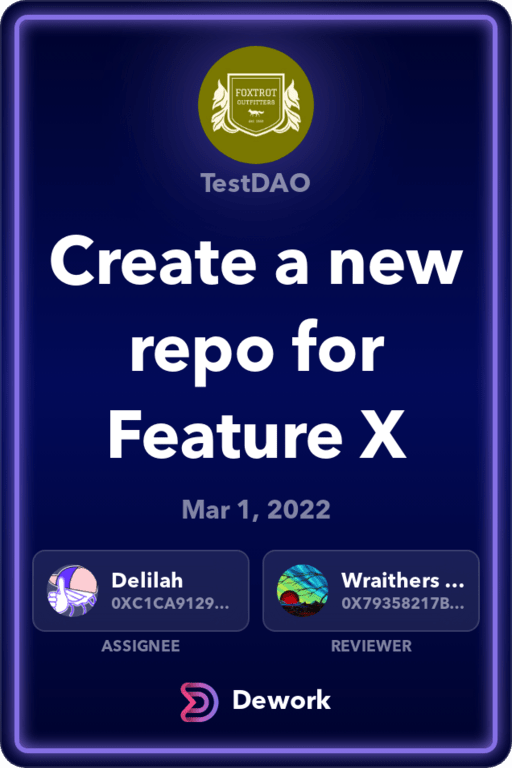 FOXTROT
OUTFITTERS
TestDAO
Create a new
repo for
Feature X
Mar 1, 2022
Delilah
0XC1CA9129...
Wraithers ...
0X79358217B...
ASSIGNEE
REVIEWER
Dework